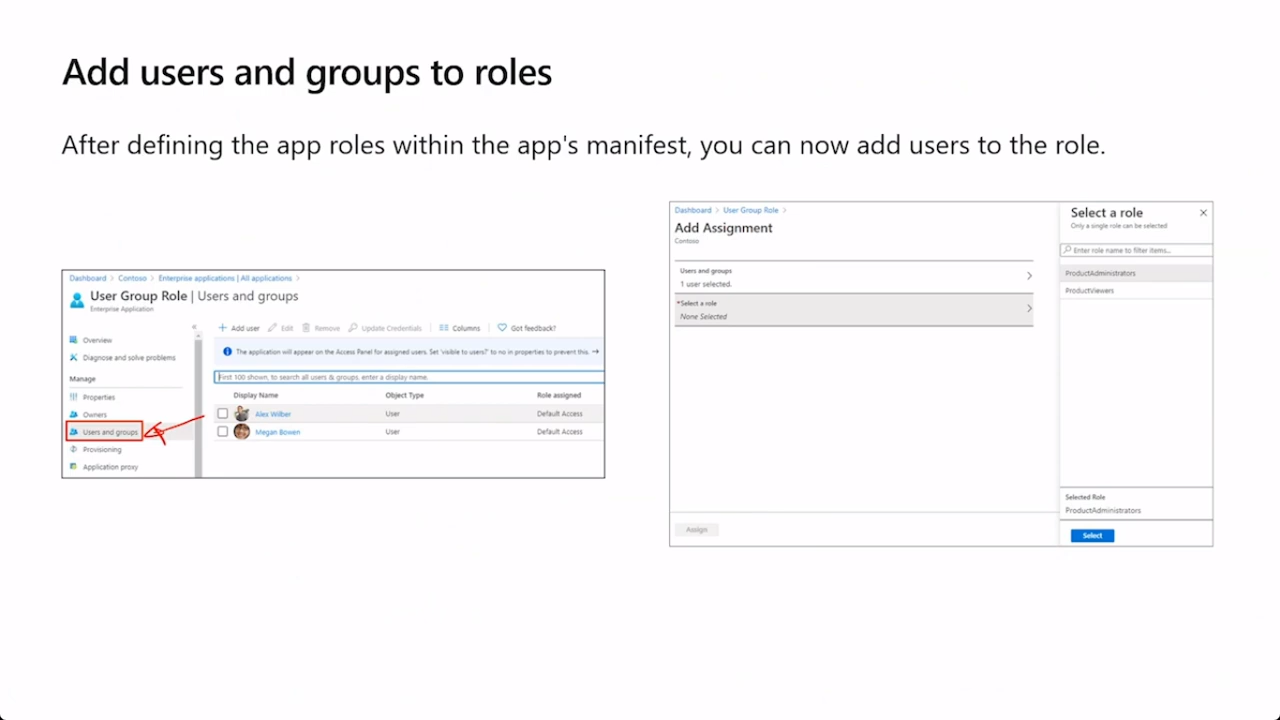 Add users and groups to roles
After defining the app roles within the app's manifest, you can now add users to the role.
Dashboard > Contoso > Enterprise applications | All applications >
User Group Role | Users and groups
Enterprise Application
«
Overview
Diagnose and solve problems
Manage
Properties
Owners
Users and groups
Provisioning
Application proxy
+ Add user Edit Remove Update Credentials Columns Got feedback?
The application will appear on the Access Panel for assigned users. Set 'visible to users?' to no in properties to prevent this. →
First 100 shown, to search all users & groups, enter a display name.
Display Name Object Type Role assigned
Alex Wilber User Default Access
Megan Bowen User Default Access
Dashboard > User Group Role >
Add Assignment
Contoso
Users and groups
1 user selected.
*Select a role
None Selected
Assign
Select a role
Only a single role can be selected
Enter role name to filter items...
ProductAdministrators
ProductViewers
Selected Role
ProductAdministrators
Select